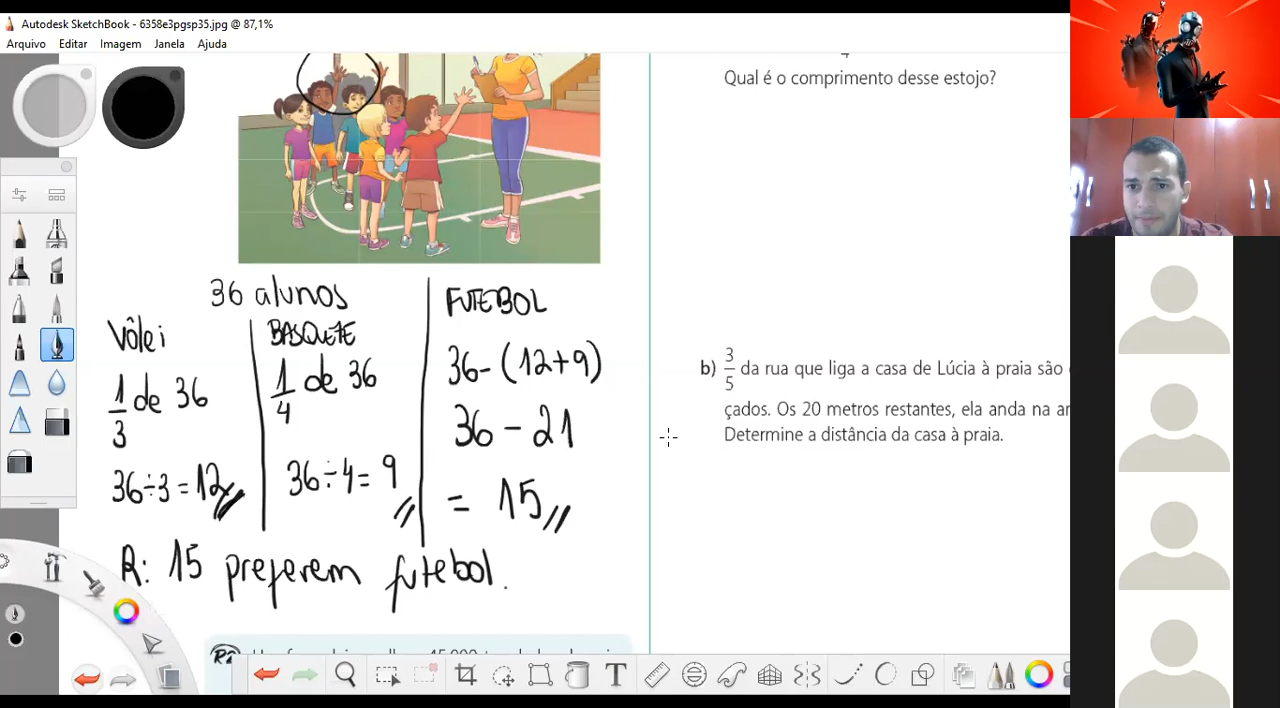 Autodesk SketchBook - 6358e3pgsp35.jpg @ 87,1%
Arquivo Editar Imagem Janela Ajuda
36 alunos
Vôlei
1/3 de 36
36÷3=12
BASQUETE
1/4 de 36
36÷4=9
FUTEBOL
36-(12+9)
36-21
= 15
R: 15 preferem futebol.
4
Qual é o comprimento desse estojo?
b) 3/5 da rua que liga a casa de Lúcia à praia são
çados. Os 20 metros restantes, ela anda na
Determine a distância da casa à praia.
T